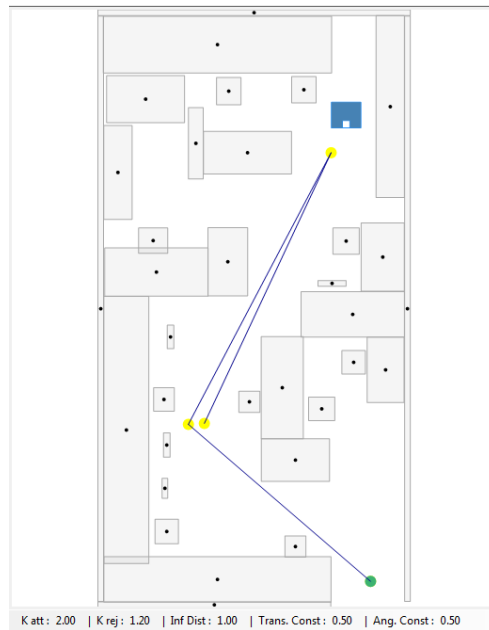 K att : 2.00 | K rej : 1.20 | Inf Dist : 1.00 | Trans. Const : 0.50 | Ang. Const : 0.50